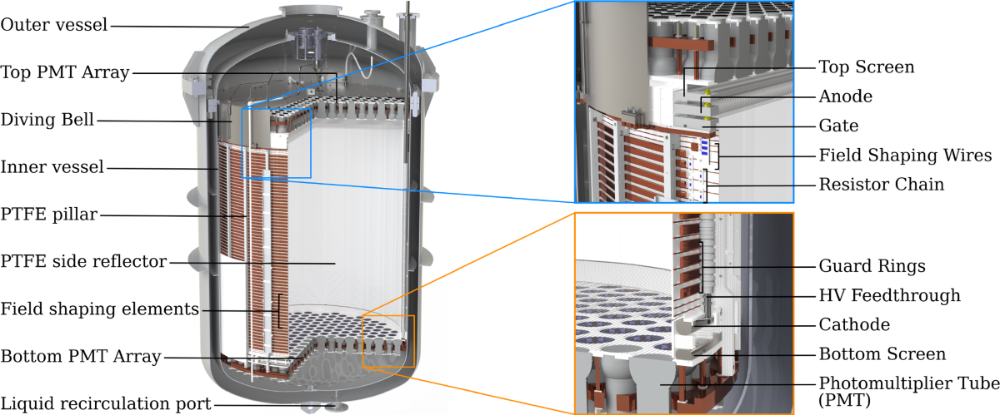 Outer vessel
Top PMT Array
Diving Bell
Inner vessel
PTFE pillar
PTFE side reflector
Field shaping elements
Bottom PMT Array
Liquid recirculation port
Top Screen
Anode
Gate
Field Shaping Wires
Resistor Chain
Guard Rings
HV Feedthrough
Cathode
Bottom Screen
Photomultiplier Tube
(PMT)